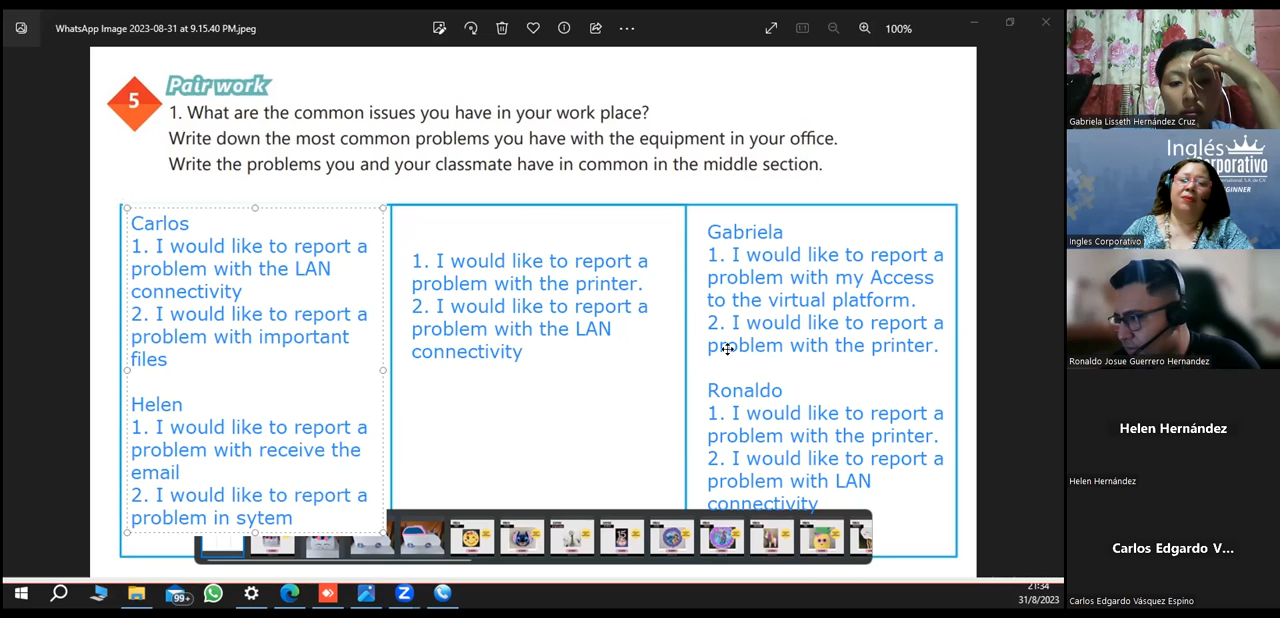 WhatsApp Image 2023-08-31 at 9.15.40 PM.jpeg
100%
5
Pair work
1. What are the common issues you have in your work place?
Write down the most common problems you have with the equipment in your office.
Write the problems you and your classmate have in common in the middle section.
Carlos
1. I would like to report a
problem with the LAN
connectivity
2. I would like to report a
problem with important
files
Helen
1. I would like to report a
problem with receive the
email
2. I would like to report a
problem in sytem
1. I would like to report a
problem with the printer.
2. I would like to report a
problem with the LAN
connectivity
Gabriela
1. I would like to report a
problem with my Access
to the virtual platform.
2. I would like to report a
problem with the printer.
Ronaldo
1. I would like to report a
problem with the printer.
2. I would like to report a
problem with LAN
connectivity
99+
21:34
31/8/2023
Gabriela Lisseth Hernández Cruz
Inglés
Corporativo
International, S.A. de C.V.
Ingles Corporativo
Ronaldo Josue Guerrero Hernandez
Helen Hernández
Helen Hernández
Carlos Edgardo V...
Carlos Edgardo Vásquez Espino